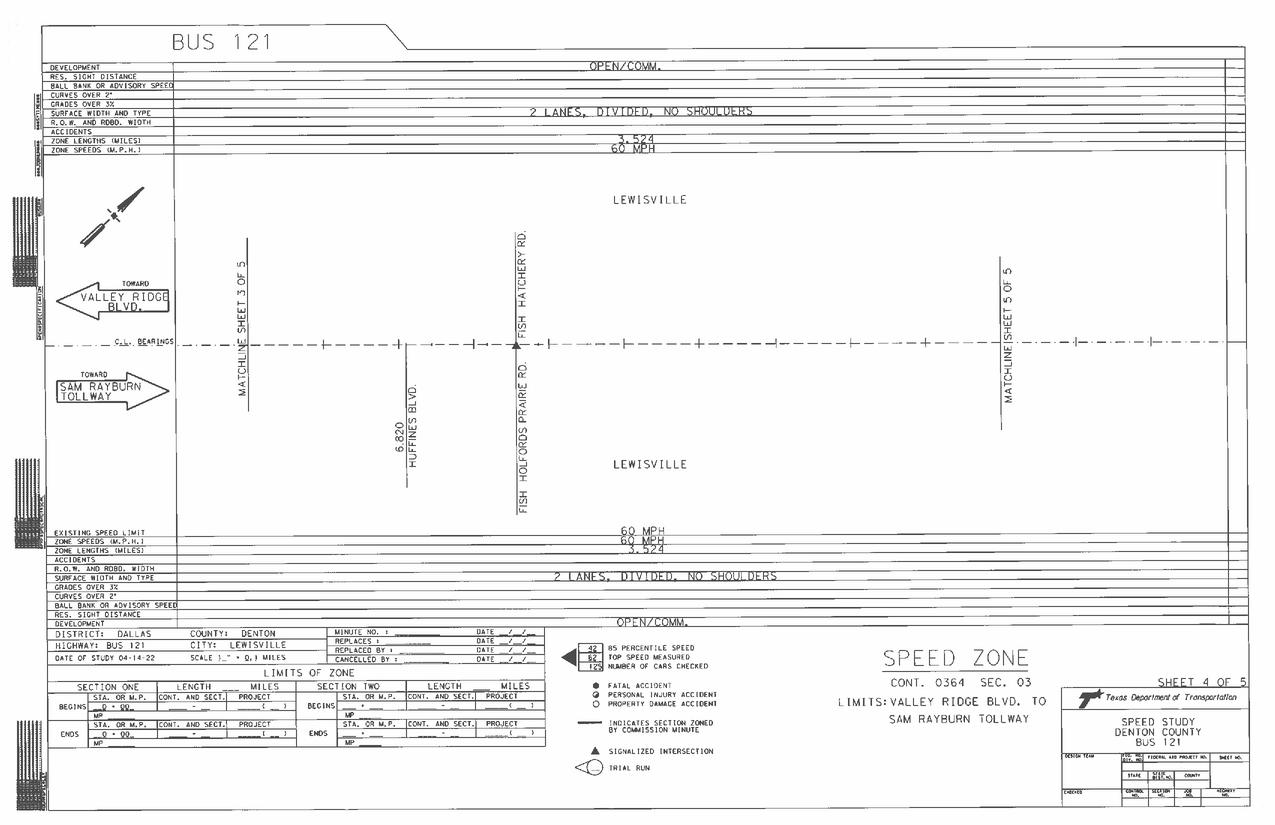 BUS 121
DEVELOPMENT OPEN/COMM.
RES. SIGHT DISTANCE
BALL BANK OR ADVISORY SPEED
CURVES OVER 2°
GRADES OVER 3%
SURFACE WIDTH AND TYPE 2 LANES, DIVIDED, NO SHOULDERS
R.O.W. AND RDBD. WIDTH
ACCIDENTS
ZONE LENGTHS (MILES) 3.524
ZONE SPEEDS (M.P.H.) 60 MPH
LEWISVILLE
TOWARD
VALLEY RIDGE
BLVD.
C.L. BEARINGS
TOWARD
SAM RAYBURN
TOLLWAY
MATCHLINE SHEET 3 OF 5
6.820
HUFFINES BLVD.
FISH HATCHERY RD.
FISH HOLFORDS PRAIRIE RD.
MATCHLINE SHEET 5 OF 5
LEWISVILLE
EXISTING SPEED LIMIT 60 MPH
ZONE SPEEDS (M.P.H.) 60 MPH
ZONE LENGTHS (MILES) 3.524
ACCIDENTS
R.O.W. AND RDBD. WIDTH
SURFACE WIDTH AND TYPE 2 LANES, DIVIDED, NO SHOULDERS
GRADES OVER 3%
CURVES OVER 2°
BALL BANK OR ADVISORY SPEED
RES. SIGHT DISTANCE
DEVELOPMENT OPEN/COMM.
DISTRICT: DALLAS COUNTY: DENTON
HIGHWAY: BUS 121 CITY: LEWISVILLE
DATE OF STUDY 04-14-22 SCALE 1" = 0.1 MILES
MINUTE NO. : DATE _/_/_
REPLACES : DATE _/_/_
REPLACED BY : DATE _/_/_
CANCELLED BY : DATE _/_/_
LIMITS OF ZONE
SECTION ONE LENGTH ___ MILES SECTION TWO LENGTH ___ MILES
STA. OR M.P. CONT. AND SECT. PROJECT STA. OR M.P. CONT. AND SECT. PROJECT
BEGINS 0 + 00 - ( ) BEGINS + - ( )
MP MP
STA. OR M.P. CONT. AND SECT. PROJECT STA. OR M.P. CONT. AND SECT. PROJECT
ENDS 0 + 00 - ( ) ENDS + - ( )
MP MP
42 85 PERCENTILE SPEED
62 TOP SPEED MEASURED
125 NUMBER OF CARS CHECKED
FATAL ACCIDENT
PERSONAL INJURY ACCIDENT
PROPERTY DAMAGE ACCIDENT
INDICATES SECTION ZONED
BY COMMISSION MINUTE
SIGNALIZED INTERSECTION
TRIAL RUN
SPEED ZONE
CONT. 0364 SEC. 03
LIMITS: VALLEY RIDGE BLVD. TO
SAM RAYBURN TOLLWAY
SHEET 4 OF 5
Texas Department of Transportation
SPEED STUDY
DENTON COUNTY
BUS 121
DESIGN TEAM FED. RD. DIV. NO. FEDERAL AID PROJECT NO. SHEET NO.
STATE STATE DIST. NO. COUNTY
CHECKED CONTROL NO. SECTION NO. JOB NO. HIGHWAY NO.